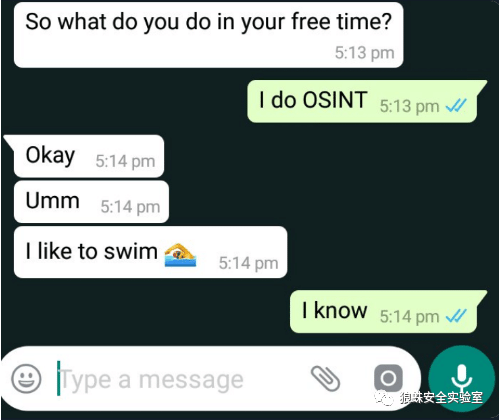 So what do you do in your free time?
5:13 pm
I do OSINT 5:13 pm
Okay 5:14 pm
Umm 5:14 pm
I like to swim 🏊 5:14 pm
I know 5:14 pm
Type a message
狼珠安全实验室